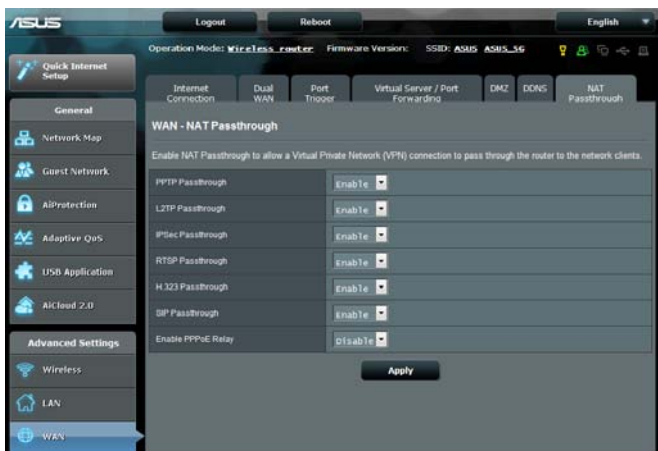 ASUS
Logout
Reboot
English
Quick Internet
Setup
Operation Mode: Wireless router Firmware Version: SSID: ASUS ASUS_5G
Internet
Connection
Dual
WAN
Port
Trigger
Virtual Server / Port
Forwarding
DMZ
DDNS
NAT
Passthrough
General
Network Map
Guest Network
AiProtection
Adaptive QoS
USB Application
AiCloud 2.0
Advanced Settings
Wireless
LAN
WAN
WAN - NAT Passthrough
Enable NAT Passthrough to allow a Virtual Private Network (VPN) connection to pass through the router to the network clients.
PPTP Passthrough Enable
L2TP Passthrough Enable
IPSec Passthrough Enable
RTSP Passthrough Enable
H.323 Passthrough Enable
SIP Passthrough Enable
Enable PPPoE Relay Disable
Apply